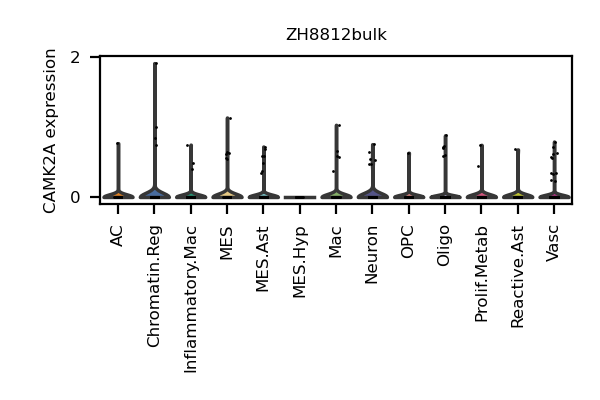 ZH8812bulk
CAMK2A expression
2
0
AC
Chromatin.Reg
Inflammatory.Mac
MES
MES.Ast
MES.Hyp
Mac
Neuron
OPC
Oligo
Prolif.Metab
Reactive.Ast
Vasc